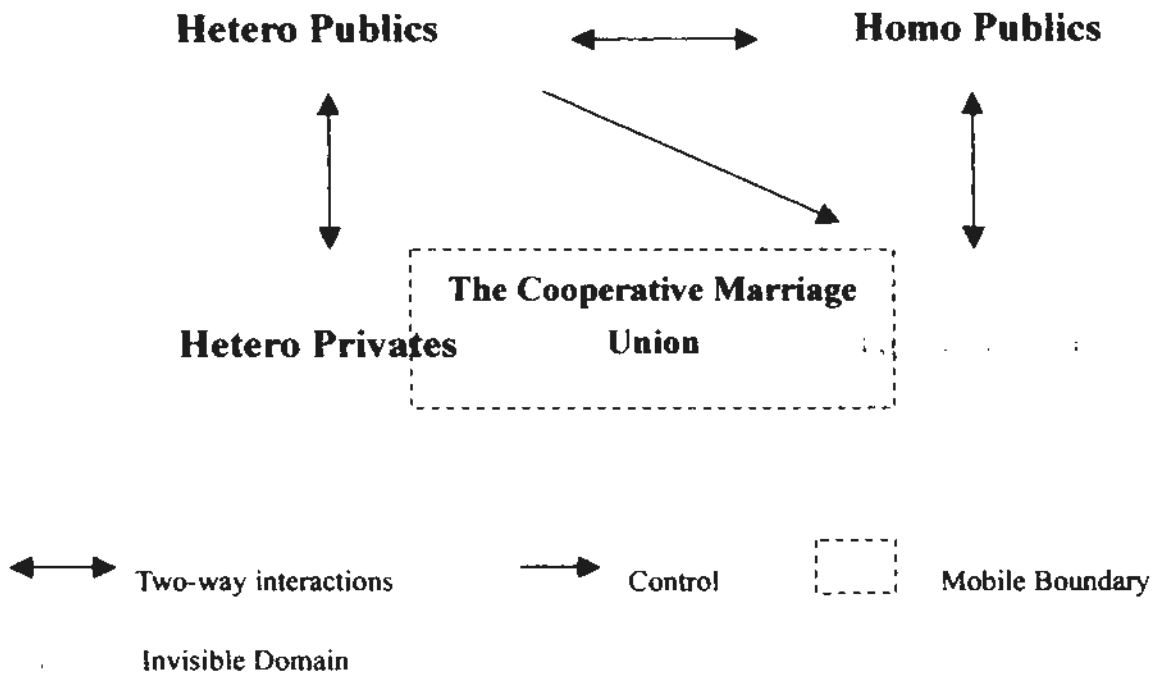 Hetero Publics
Homo Publics
The Cooperative Marriage
Union
Hetero Privates
Two-way interactions
Control
Mobile Boundary
Invisible Domain